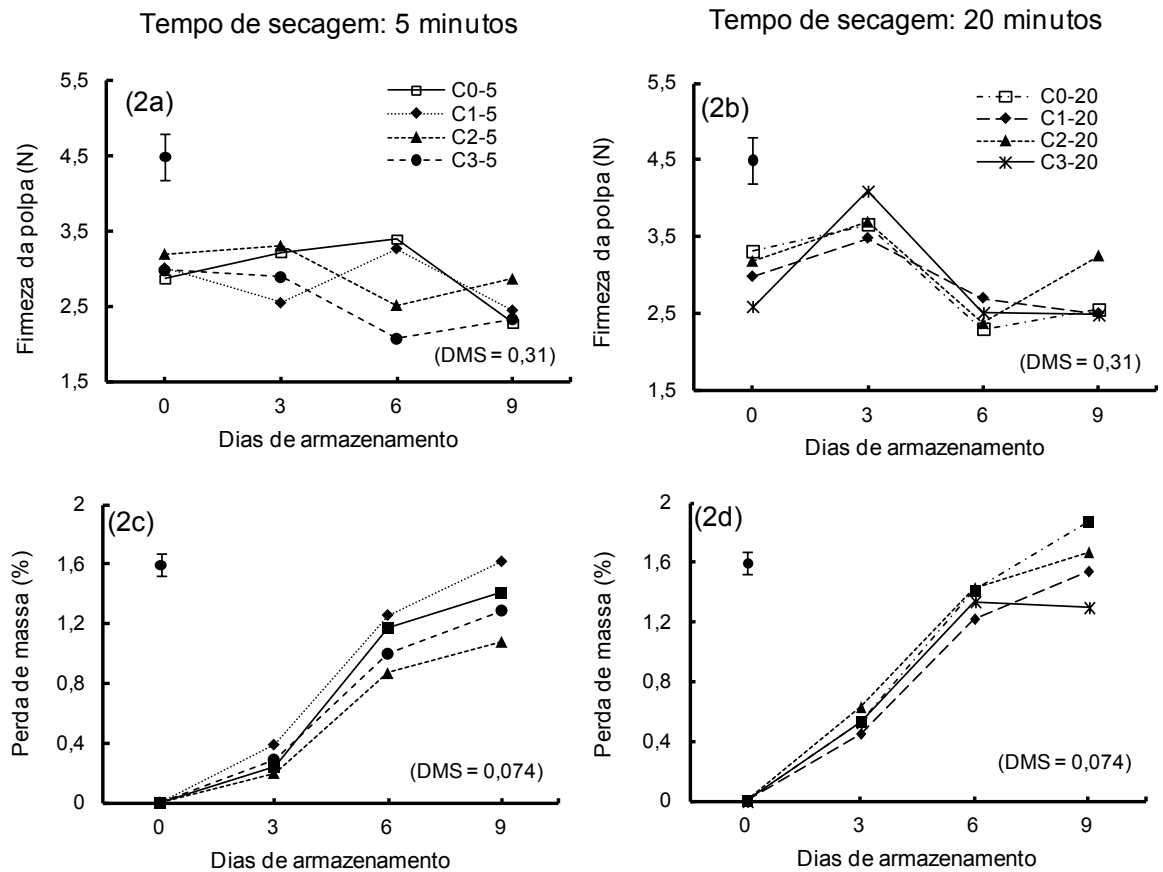 Tempo de secagem: 5 minutos
Tempo de secagem: 20 minutos
(2a)
Firmeza da polpa (N)
5,5
4,5
3,5
2,5
1,5
C0-5
C1-5
C2-5
C3-5
(DMS = 0,31)
0 3 6 9
Dias de armazenamento
(2b)
Firmeza da polpa (N)
5,5
4,5
3,5
2,5
1,5
C0-20
C1-20
C2-20
C3-20
(DMS = 0,31)
0 3 6 9
Dias de armazenamento
(2c)
Perda de massa (%)
2
1,6
1,2
0,8
0,4
0
(DMS = 0,074)
0 3 6 9
Dias de armazenamento
(2d)
Perda de massa (%)
2
1,6
1,2
0,8
0,4
0
(DMS = 0,074)
0 3 6 9
Dias de armazenamento